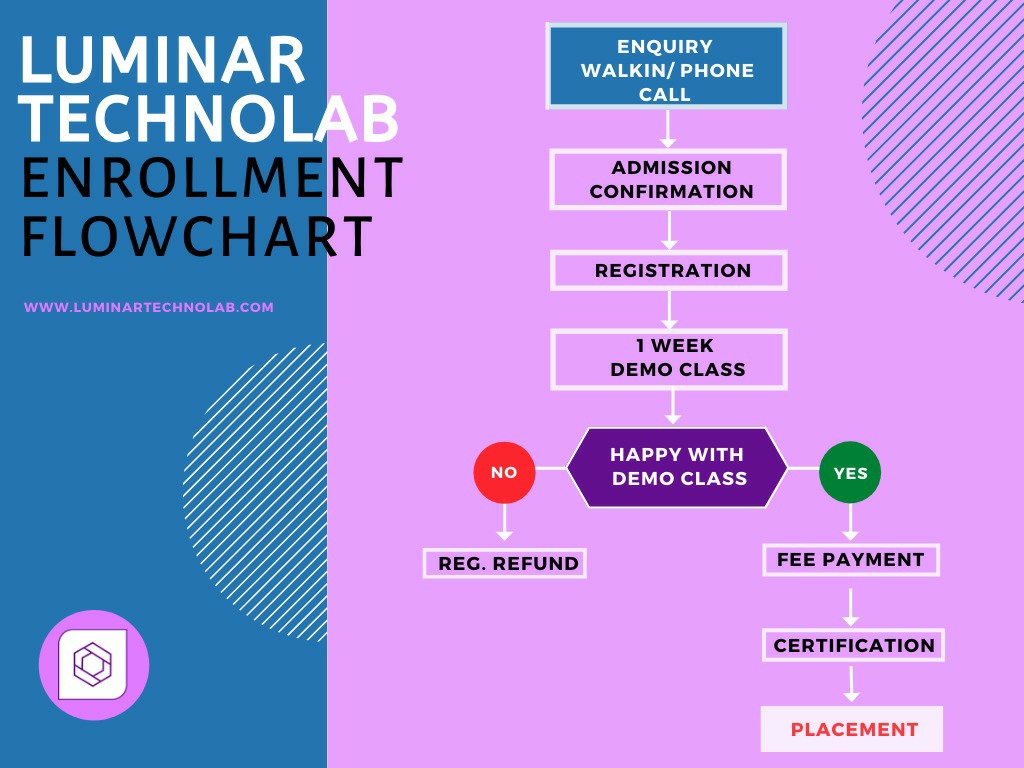 LUMINAR
TECHNOLAB
ENROLLMENT
FLOWCHART
WWW.LUMINARTECHNOLAB.COM
ENQUIRY
WALKIN/ PHONE
CALL
ADMISSION
CONFIRMATION
REGISTRATION
1 WEEK
DEMO CLASS
HAPPY WITH
DEMO CLASS
NO
YES
REG. REFUND
FEE PAYMENT
CERTIFICATION
PLACEMENT